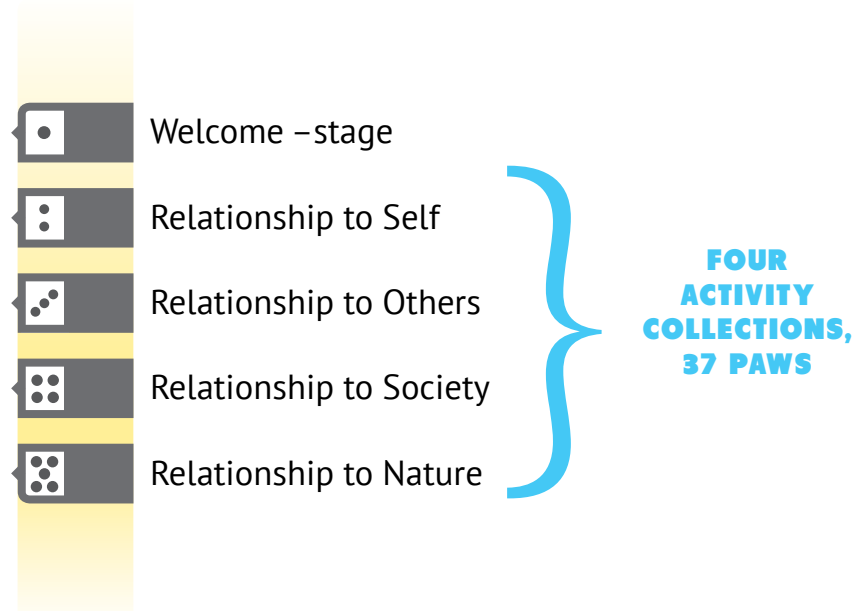 Welcome –stage
Relationship to Self
Relationship to Others
Relationship to Society
Relationship to Nature
FOUR
ACTIVITY
COLLECTIONS,
37 PAWS